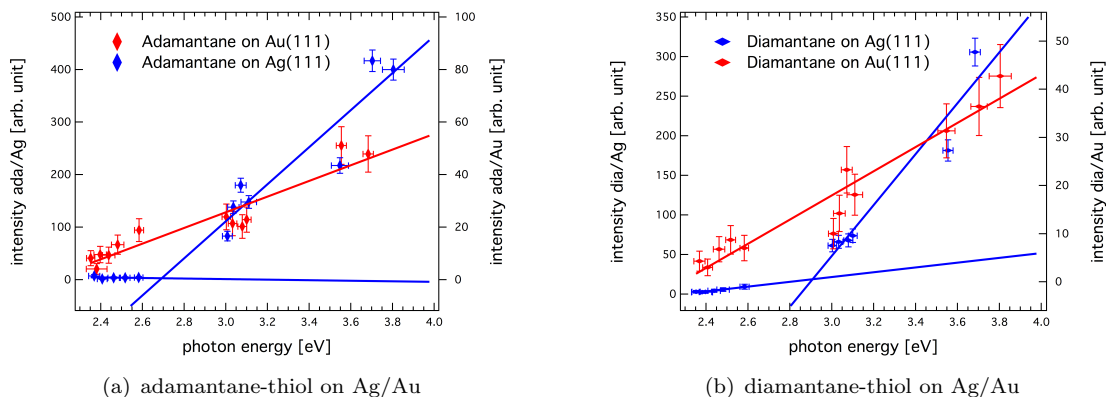 500
400
300
200
100
0
intensity ada/Ag [arb. unit]
Adamantane on Au(111)
Adamantane on Ag(111)
100
80
60
40
20
0
intensity ada/Au [arb. unit]
2.4 2.6 3.0 3.2 3.4 3.6 3.8 4.0
photon energy [eV]
(a) adamantane-thiol on Ag/Au
350
300
250
200
150
100
50
0
intensity dia/Ag [arb. unit]
Diamantane on Ag(111)
Diamantane on Au(111)
50
40
30
20
10
0
intensity dia/Au [arb. unit]
2.4 2.6 2.8 3.0 3.2 3.4 3.6 3.8 4.0
photon energy [eV]
(b) diamantane-thiol on Ag/Au